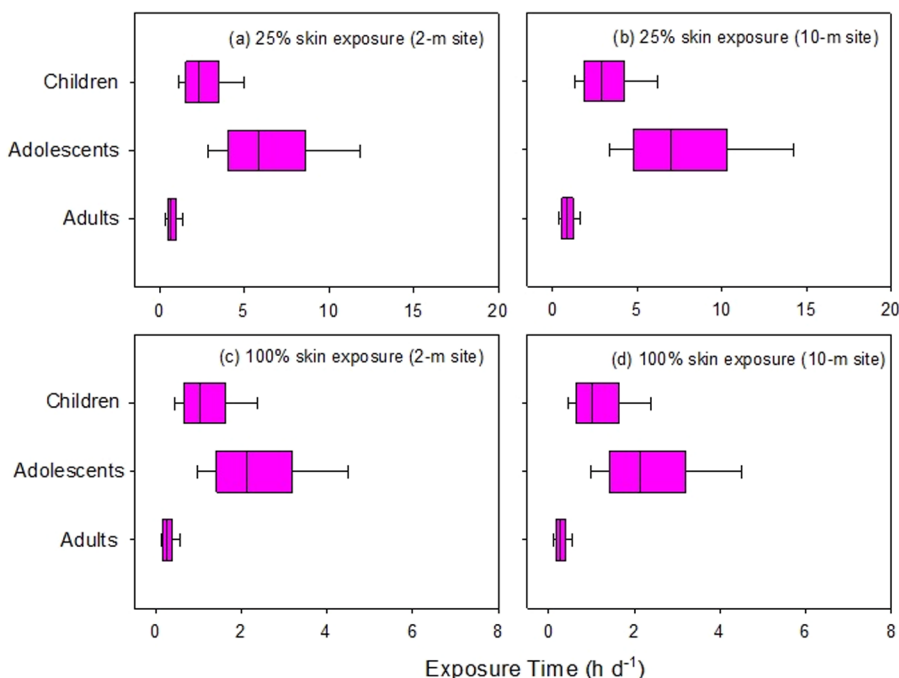 (a) 25% skin exposure (2-m site)
(b) 25% skin exposure (10-m site)
Children
Adolescents
Adults
0 5 10 15 20
0 5 10 15 20
(c) 100% skin exposure (2-m site)
(d) 100% skin exposure (10-m site)
Children
Adolescents
Adults
0 2 4 6 8
0 2 4 6 8
Exposure Time (h d⁻¹)